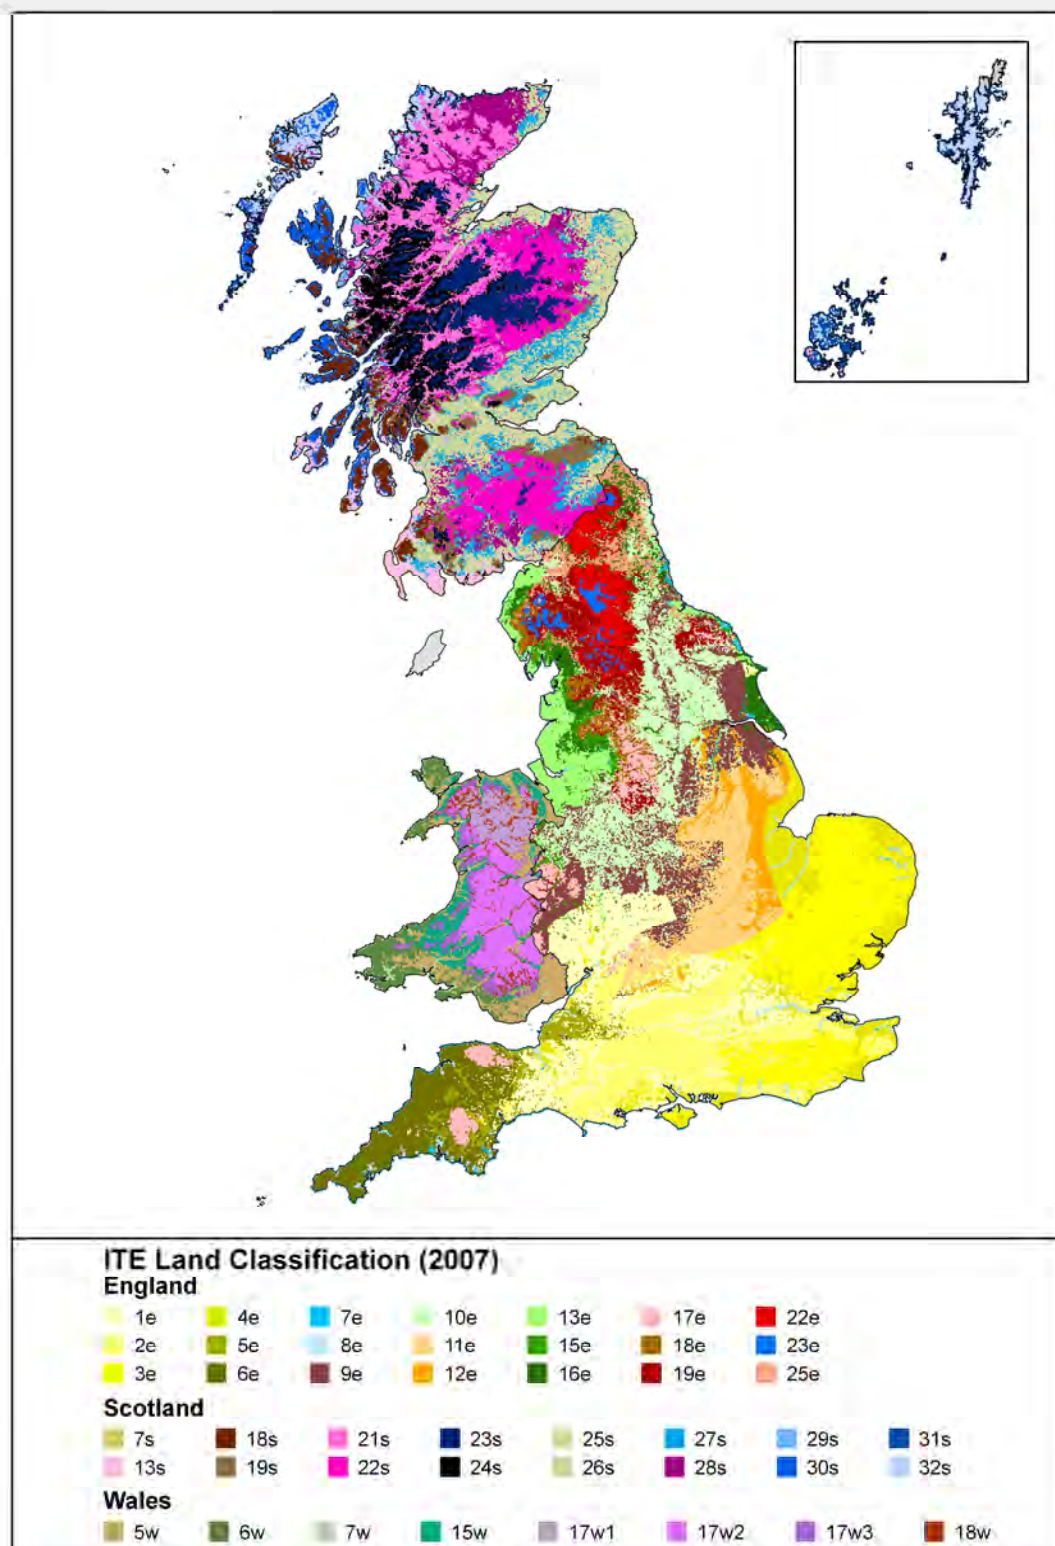 ITE Land Classification (2007)
England
1e 4e 7e 10e 13e 17e 22e
2e 5e 8e 11e 15e 18e 23e
3e 6e 9e 12e 16e 19e 25e
Scotland
7s 18s 21s 23s 25s 27s 29s 31s
13s 19s 22s 24s 26s 28s 30s 32s
Wales
5w 6w 7w 15w 17w1 17w2 17w3 18w